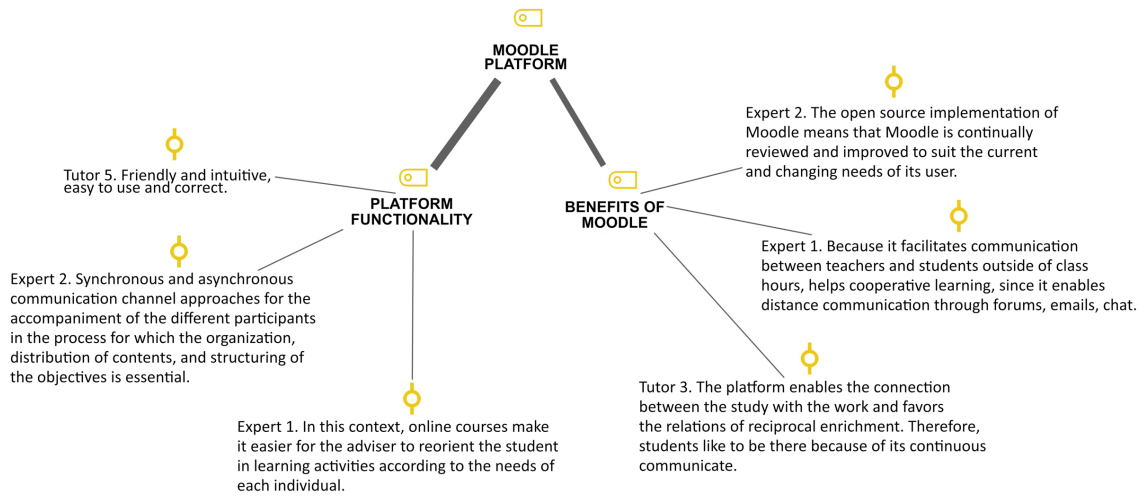 MOODLE
PLATFORM
Tutor 5. Friendly and intuitive,
easy to use and correct.
PLATFORM
FUNCTIONALITY
Expert 2. Synchronous and asynchronous
communication channel approaches for the
accompaniment of the different participants
in the process for which the organization,
distribution of contents, and structuring of
the objectives is essential.
Expert 1. In this context, online courses make
it easier for the adviser to reorient the student
in learning activities according to the needs of
each individual.
BENEFITS OF
MOODLE
Expert 2. The open source implementation of
Moodle means that Moodle is continually
reviewed and improved to suit the current
and changing needs of its user.
Expert 1. Because it facilitates communication
between teachers and students outside of class
hours, helps cooperative learning, since it enables
distance communication through forums, emails, chat.
Tutor 3. The platform enables the connection
between the study with the work and favors
the relations of reciprocal enrichment. Therefore,
students like to be there because of its continuous
communicate.